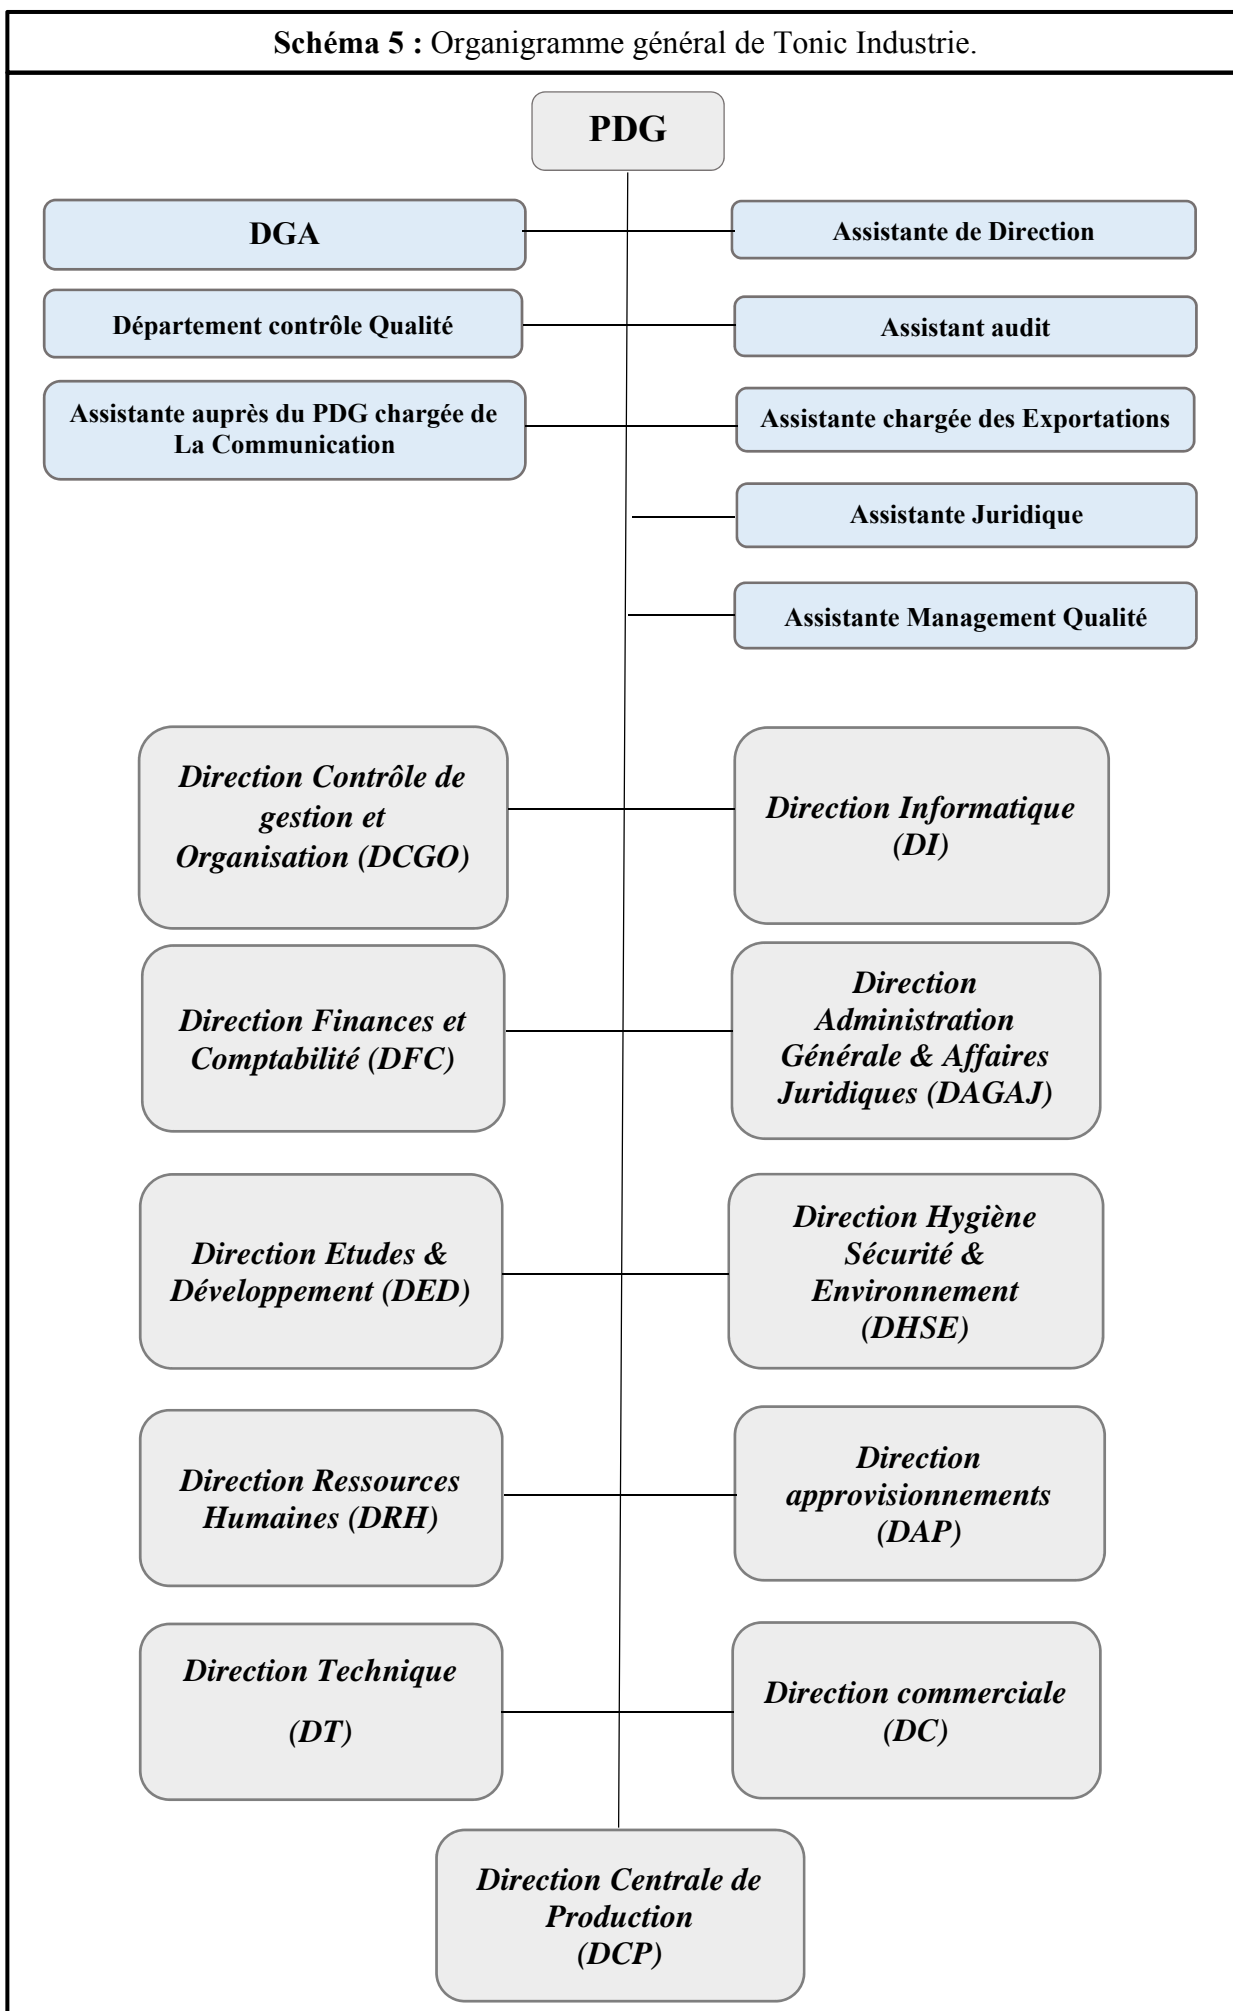 Schéma 5 : Organigramme général de Tonic Industrie.
PDG
DGA
Assistante de Direction
Département contrôle Qualité
Assistant audit
Assistante auprès du PDG chargée de
La Communication
Assistante chargée des Exportations
Assistante Juridique
Assistante Management Qualité
Direction Contrôle de
gestion et
Organisation (DCGO)
Direction Informatique
(DI)
Direction Finances et
Comptabilité (DFC)
Direction
Administration
Générale & Affaires
Juridiques (DAGAJ)
Direction Etudes &
Développement (DED)
Direction Hygiène
Sécurité &
Environnement
(DHSE)
Direction Ressources
Humaines (DRH)
Direction
approvisionnements
(DAP)
Direction Technique
(DT)
Direction commerciale
(DC)
Direction Centrale de
Production
(DCP)